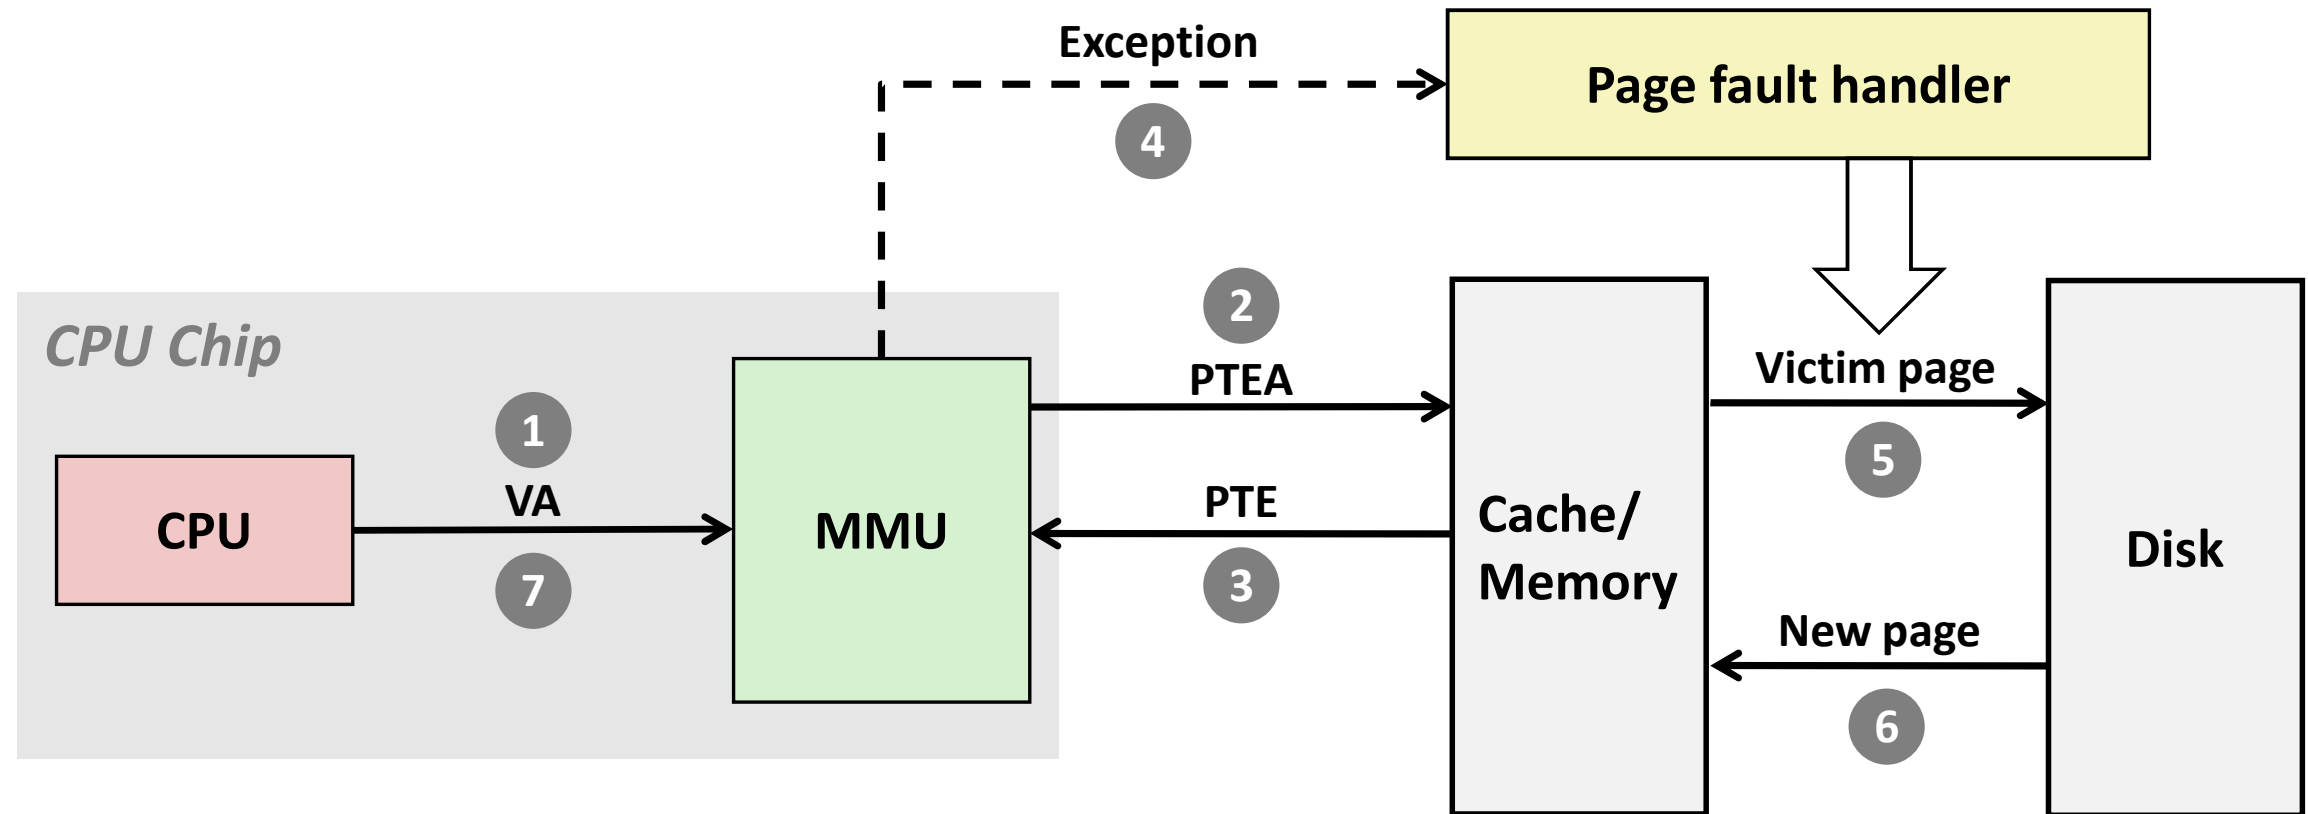 Exception
Page fault handler
4
2
CPU Chip
PTEA
Victim page
1
VA
5
CPU
MMU
PTE
Cache/
Memory
Disk
7
3
New page
6